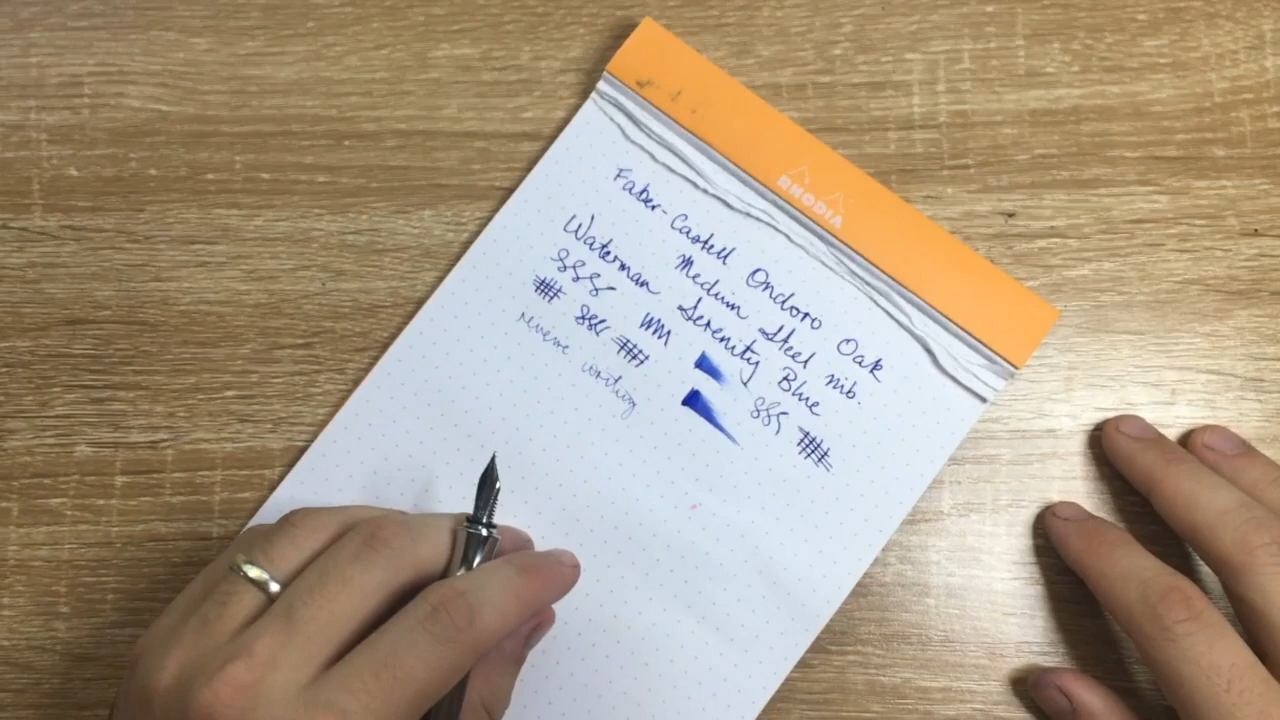 RHODIA
Faber-Castell Ondoro Oak
Medium Steel nib.
Waterman Serenity Blue
reverse writing